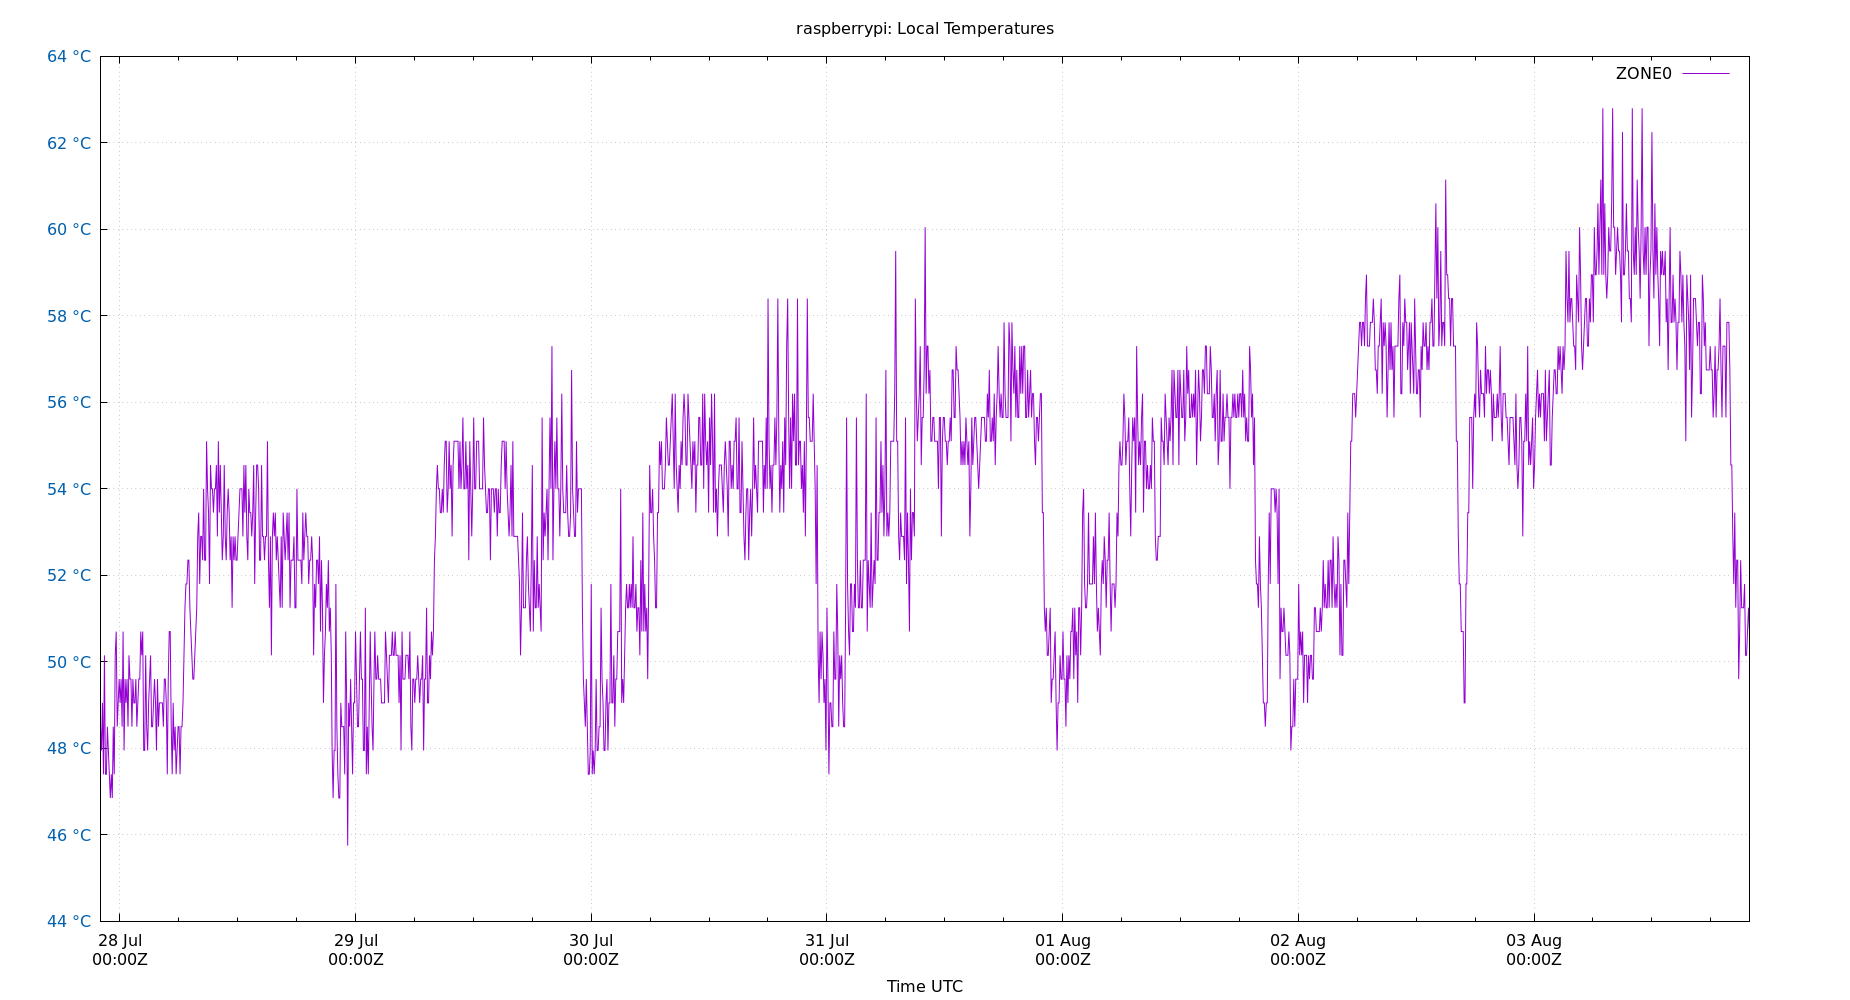 raspberrypi: Local Temperatures
64 °C
ZONE0
62 °C
60 °C
58 °C
56 °C
54 °C
52 °C
50 °C
48 °C
46 °C
44 °C
28 Jul 29 Jul 30 Jul 31 Jul 01 Aug 02 Aug 03 Aug
00:00Z 00:00Z 00:00Z 00:00Z 00:00Z 00:00Z 00:00Z
Time UTC